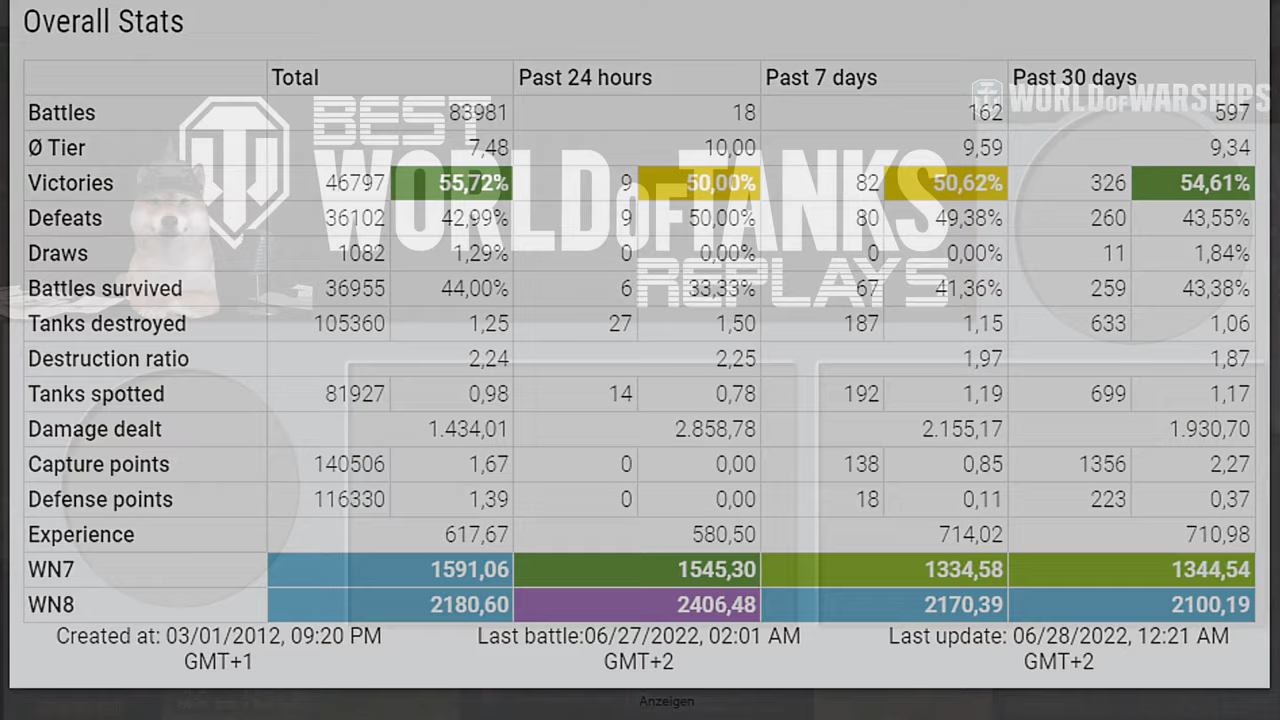 Overall Stats
Total Past 24 hours Past 7 days Past 30 days
Battles 83981 18 162 597
Ø Tier 7,48 10,00 9,59 9,34
Victories 46797 55,72% 9 50,00% 82 50,62% 326 54,61%
Defeats 36102 42,99% 9 50,00% 80 49,38% 260 43,55%
Draws 1082 1,29% 0 0,00% 0 0,00% 11 1,84%
Battles survived 36955 44,00% 6 33,33% 67 41,36% 259 43,38%
Tanks destroyed 105360 1,25 27 1,50 187 1,15 633 1,06
Destruction ratio 2,24 2,25 1,97 1,87
Tanks spotted 81927 0,98 14 0,78 192 1,19 699 1,17
Damage dealt 1.434,01 2.858,78 2.155,17 1.930,70
Capture points 140506 1,67 0 0,00 138 0,85 1356 2,27
Defense points 116330 1,39 0 0,00 18 0,11 223 0,37
Experience 617,67 580,50 714,02 710,98
WN7 1591,06 1545,30 1334,58 1344,54
WN8 2180,60 2406,48 2170,39 2100,19
Created at: 03/01/2012, 09:20 PM Last battle:06/27/2022, 02:01 AM Last update: 06/28/2022, 12:21 AM
GMT+1 GMT+2 GMT+2
Anzeigen
BEST
WORLD OF TANKS
REPLAYS
WORLD OF WARSHIPS